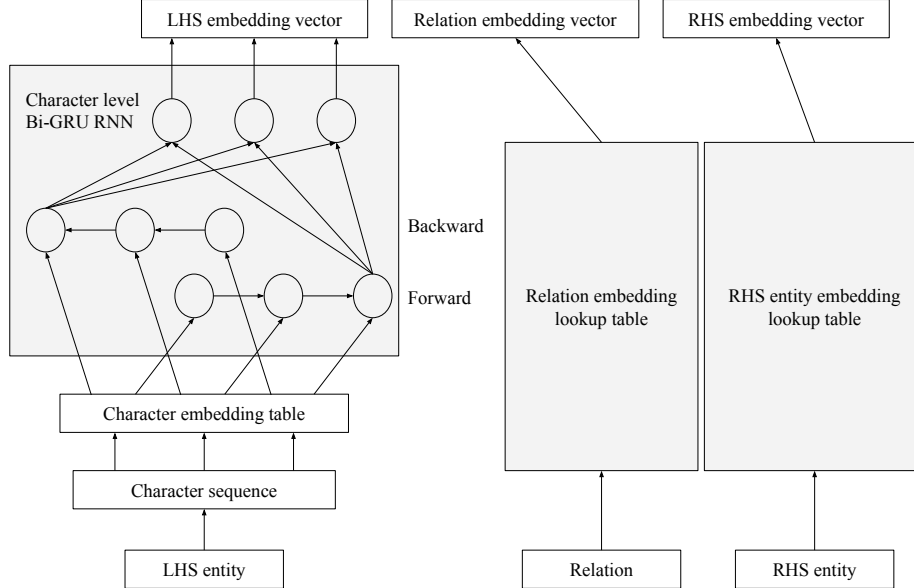 LHS embedding vector
Relation embedding vector
RHS embedding vector
Character level
Bi-GRU RNN
Backward
Forward
Relation embedding
lookup table
RHS entity embedding
lookup table
Character embedding table
Character sequence
LHS entity
Relation
RHS entity